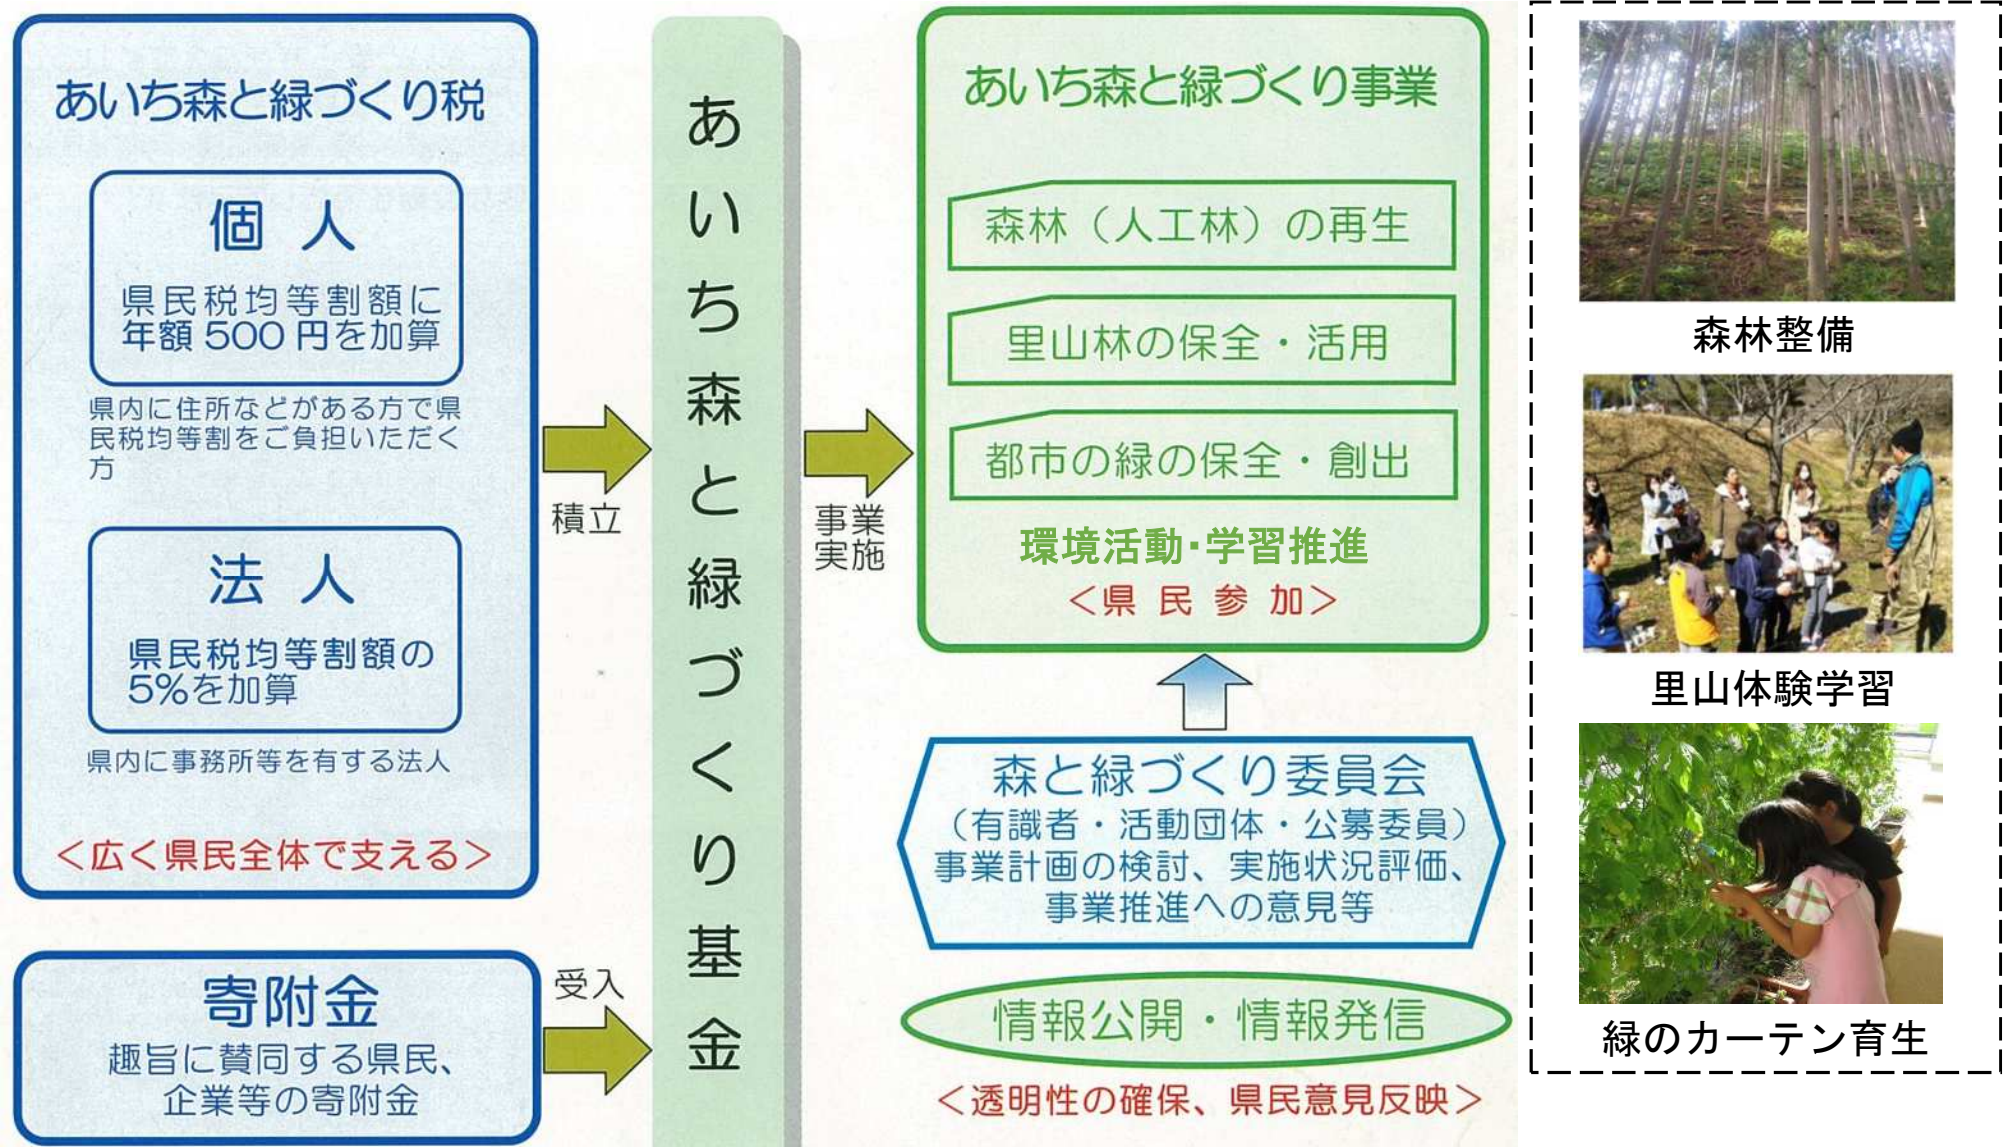 あいち森と緑づくり税
個人
県民税均等割額に
年額500円を加算
県内に住所などがある方で県
民税均等割をご負担いただく
方
法人
県民税均等割額の
5%を加算
県内に事務所等を有する法人
＜広く県民全体で支える＞
寄附金
趣旨に賛同する県民、
企業等の寄附金
積立
受入
あいち森と緑づくり基金
事業
実施
あいち森と緑づくり事業
森林（人工林）の再生
里山林の保全・活用
都市の緑の保全・創出
環境活動・学習推進
＜県民参加＞
森と緑づくり委員会
（有識者・活動団体・公募委員）
事業計画の検討、実施状況評価、
事業推進への意見等
情報公開・情報発信
＜透明性の確保、県民意見反映＞
森林整備
里山体験学習
緑のカーテン育生